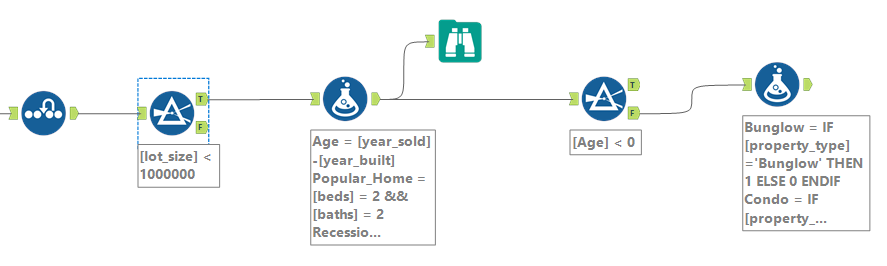 T
F
[lot_size] <
1000000
Age = [year_sold]
-[year_built]
Popular_Home =
[beds] = 2 &&
[baths] = 2
Recessio...
T
F
[Age] < 0
Bunglow = IF
[property_type]
='Bunglow' THEN
1 ELSE 0 ENDIF
Condo = IF
[property_...